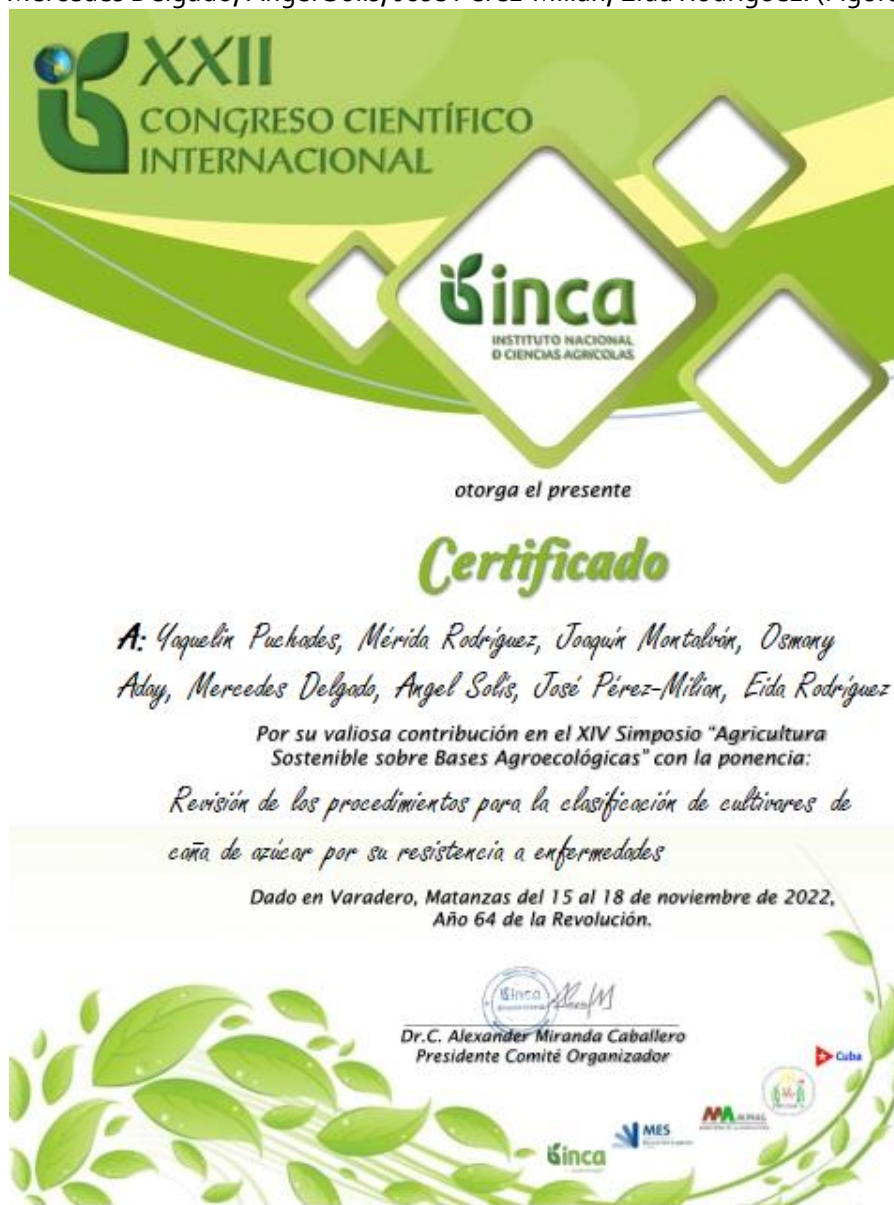 XXII
CONGRESO CIENTÍFICO
INTERNACIONAL
inca
INSTITUTO NACIONAL
D CIENCIAS AGRICOLAS
otorga el presente
Certificado
A: Yaquelin Puchades, Mérida Rodríguez, Joaquín Montalván, Osmany
Aday, Mercedes Delgado, Angel Solís, José Pérez-Milian, Eida Rodríguez
Por su valiosa contribución en el XIV Simposio "Agricultura
Sostenible sobre Bases Agroecológicas" con la ponencia:
Revisión de los procedimientos para la clasificación de cultivares de
caña de azúcar por su resistencia a enfermedades
Dado en Varadero, Matanzas del 15 al 18 de noviembre de 2022,
Año 64 de la Revolución.
inca
Dr.C. Alexander Miranda Caballero
Presidente Comité Organizador
Cuba
MINAL
MES
inca